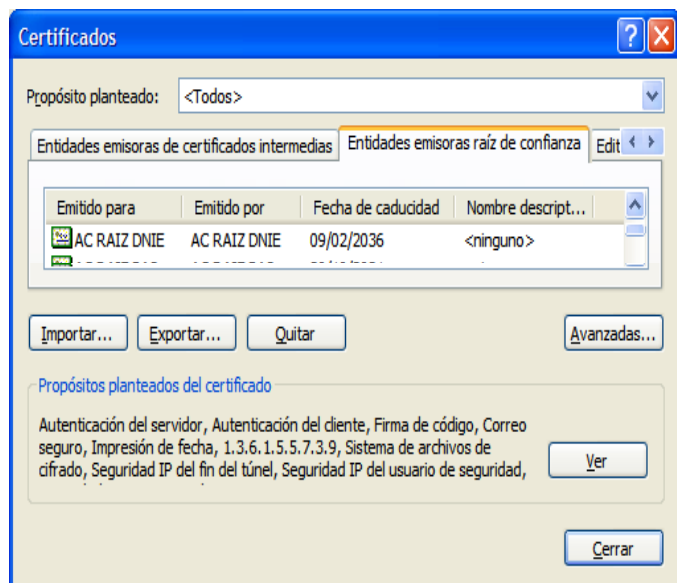 Certificados
Propósito planteado: <Todos>
Entidades emisoras de certificados intermedias Entidades emisoras raíz de confianza Edit
Emitido para Emitido por Fecha de caducidad Nombre descript...
AC RAIZ DNIE AC RAIZ DNIE 09/02/2036 <ninguno>
Importar... Exportar... Quitar Avanzadas...
Propósitos planteados del certificado
Autenticación del servidor, Autenticación del cliente, Firma de código, Correo
seguro, Impresión de fecha, 1.3.6.1.5.5.7.3.9, Sistema de archivos de
cifrado, Seguridad IP del fin del túnel, Seguridad IP del usuario de seguridad,
Ver
Cerrar